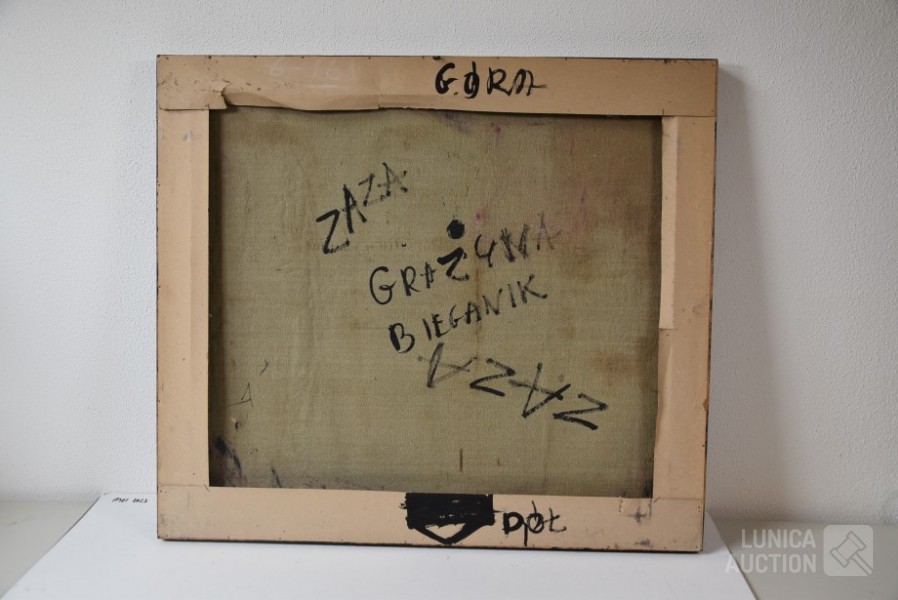 GÓRA
ZAZA
GRAŻYNA
BIEGANIK
ZAZA
DÓŁ
LUNICA
AUCTION